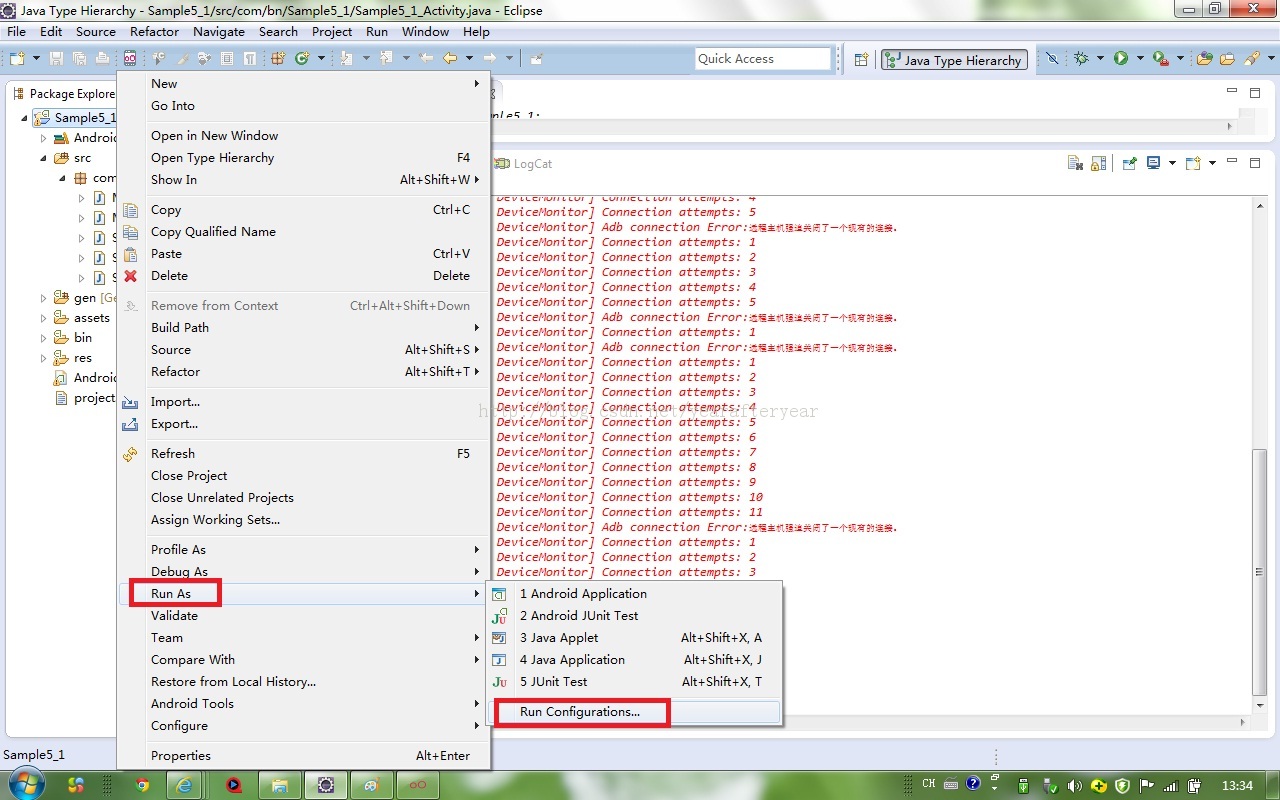 Java Type Hierarchy - Sample5_1/src/com/bn/Sample5_1/Sample5_1_Activity.java - Eclipse
File Edit Source Refactor Navigate Search Project Run Window Help
Quick Access
Java Type Hierarchy
Package Explore
Sample5_1
Android
src
com
gen [Ge
assets
bin
res
Android
project
New
Go Into
Open in New Window
Open Type Hierarchy F4
Show In Alt+Shift+W
Copy Ctrl+C
Copy Qualified Name
Paste Ctrl+V
Delete Delete
Remove from Context Ctrl+Alt+Shift+Down
Build Path
Source Alt+Shift+S
Refactor Alt+Shift+T
Import...
Export...
Refresh F5
Close Project
Close Unrelated Projects
Assign Working Sets...
Profile As
Debug As
Run As
Validate
Team
Compare With
Restore from Local History...
Android Tools
Configure
Properties Alt+Enter
1 Android Application
2 Android JUnit Test
3 Java Applet Alt+Shift+X, A
4 Java Application Alt+Shift+X, J
5 JUnit Test Alt+Shift+X, T
Run Configurations...
ple5_1;
LogCat
DeviceMonitor] Connection attempts: 4
DeviceMonitor] Connection attempts: 5
DeviceMonitor] Adb connection Error:远程主机强迫关闭了一个现有的连接.
DeviceMonitor] Connection attempts: 1
DeviceMonitor] Connection attempts: 2
DeviceMonitor] Connection attempts: 3
DeviceMonitor] Connection attempts: 4
DeviceMonitor] Connection attempts: 5
DeviceMonitor] Adb connection Error:远程主机强迫关闭了一个现有的连接.
DeviceMonitor] Connection attempts: 1
DeviceMonitor] Adb connection Error:远程主机强迫关闭了一个现有的连接.
DeviceMonitor] Connection attempts: 1
DeviceMonitor] Connection attempts: 2
DeviceMonitor] Connection attempts: 3
DeviceMonitor] Connection attempts: 4
http://blog.csdn.net/yearafteryear
DeviceMonitor] Connection attempts: 5
DeviceMonitor] Connection attempts: 6
DeviceMonitor] Connection attempts: 7
DeviceMonitor] Connection attempts: 8
DeviceMonitor] Connection attempts: 9
DeviceMonitor] Connection attempts: 10
DeviceMonitor] Connection attempts: 11
DeviceMonitor] Adb connection Error:远程主机强迫关闭了一个现有的连接.
DeviceMonitor] Connection attempts: 1
DeviceMonitor] Connection attempts: 2
DeviceMonitor] Connection attempts: 3
Sample5_1
CH
13:34